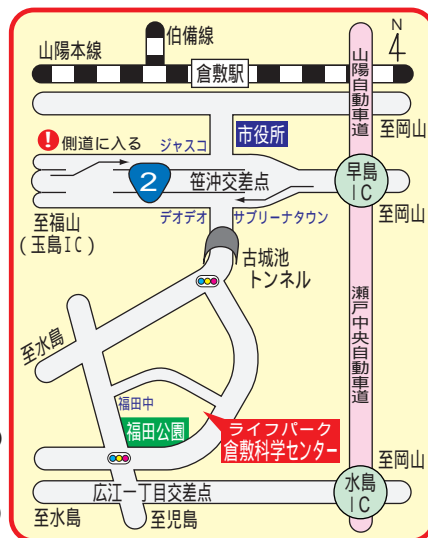 伯備線
山陽本線
N
倉敷駅
山陽自動車道
至岡山
! 側道に入る
ジャスコ
市役所
2
笹沖交差点
早島
IC
至福山
(玉島IC)
デオデオ
サブリーナタウン
至岡山
古城池
トンネル
瀬戸中央自動車道
至水島
福田中
福田公園
ライフパーク
倉敷科学センター
至岡山
広江一丁目交差点
水島
IC
至水島
至児島